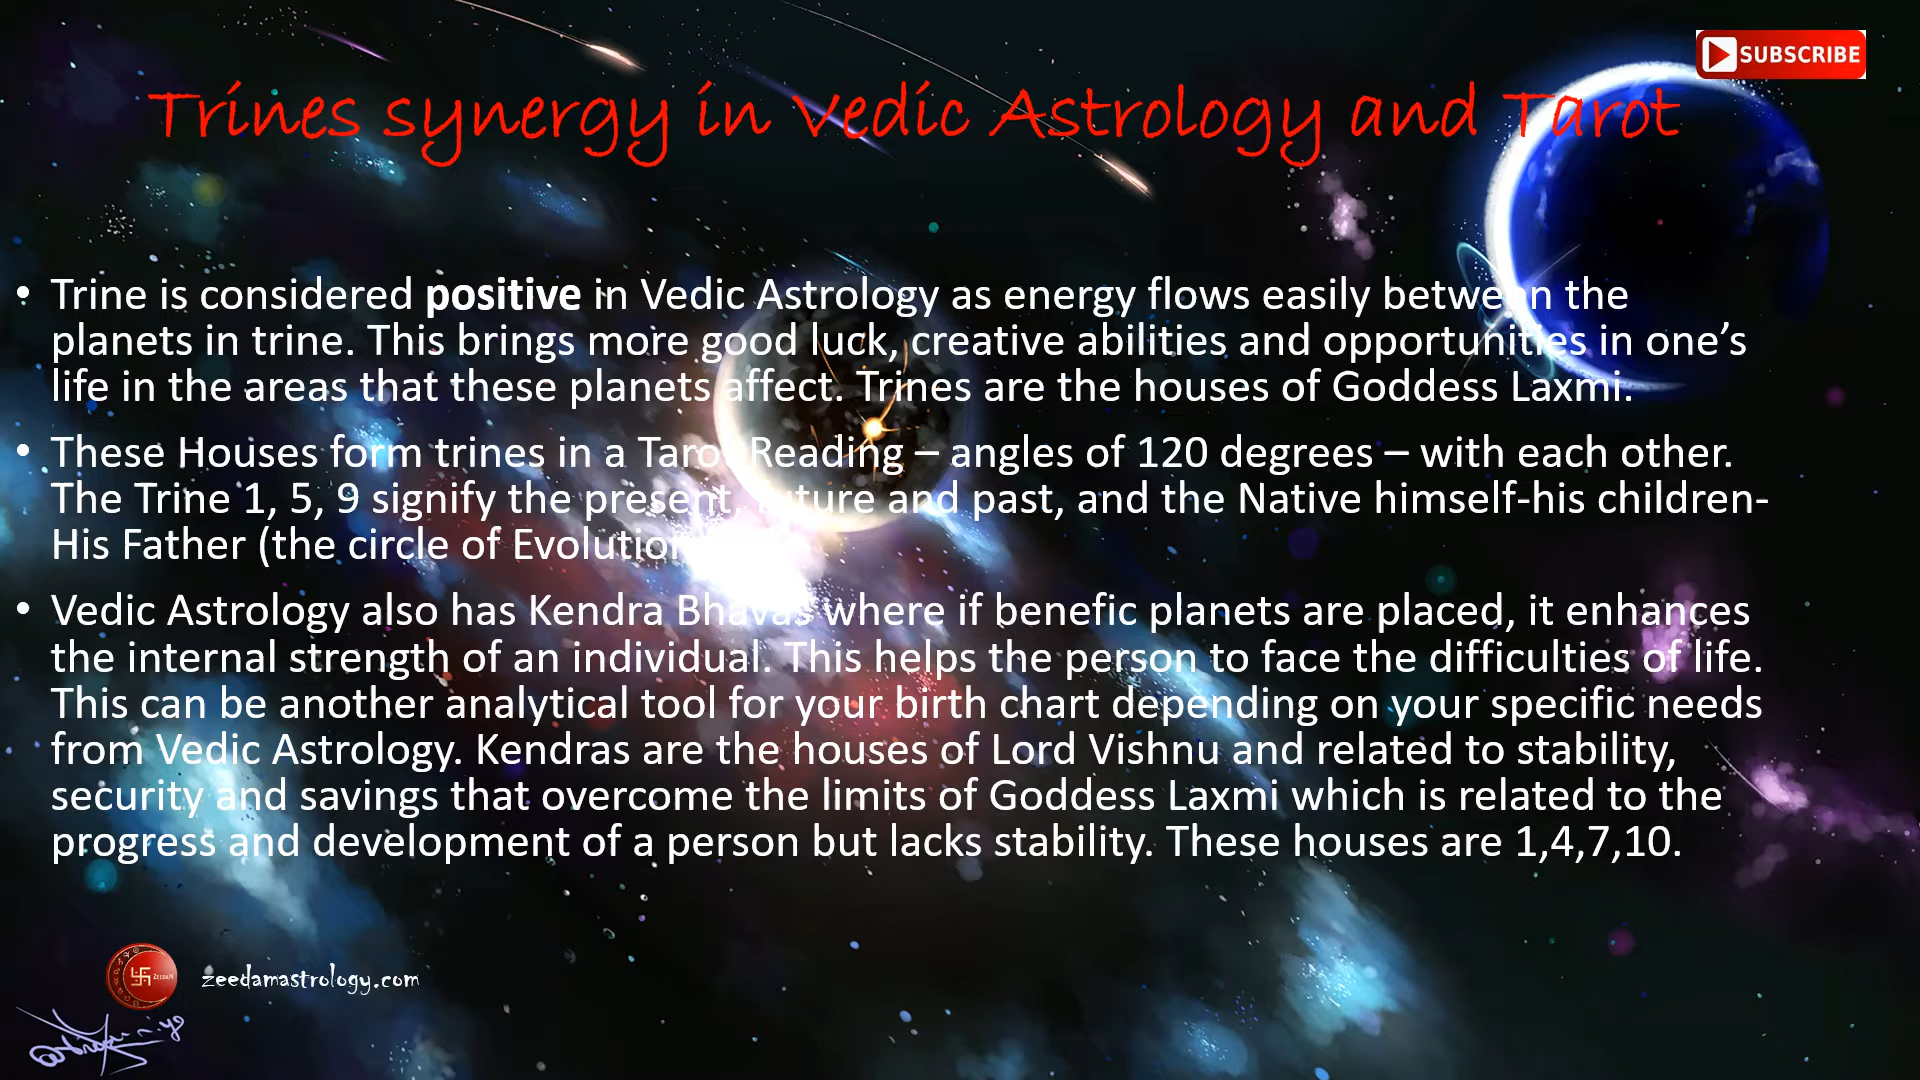 SUBSCRIBE
Trines synergy in Vedic Astrology and Tarot
• Trine is considered positive in Vedic Astrology as energy flows easily between the
planets in trine. This brings more good luck, creative abilities and opportunities in one’s
life in the areas that these planets affect. Trines are the houses of Goddess Laxmi.
• These Houses form trines in a Tarot Reading – angles of 120 degrees – with each other.
The Trine 1, 5, 9 signify the present, future and past, and the Native himself-his children-
His Father (the circle of Evolution
• Vedic Astrology also has Kendra Bhavas where if benefic planets are placed, it enhances
the internal strength of an individual. This helps the person to face the difficulties of life.
This can be another analytical tool for your birth chart depending on your specific needs
from Vedic Astrology. Kendras are the houses of Lord Vishnu and related to stability,
security and savings that overcome the limits of Goddess Laxmi which is related to the
progress and development of a person but lacks stability. These houses are 1,4,7,10.
zeedamastrology.com